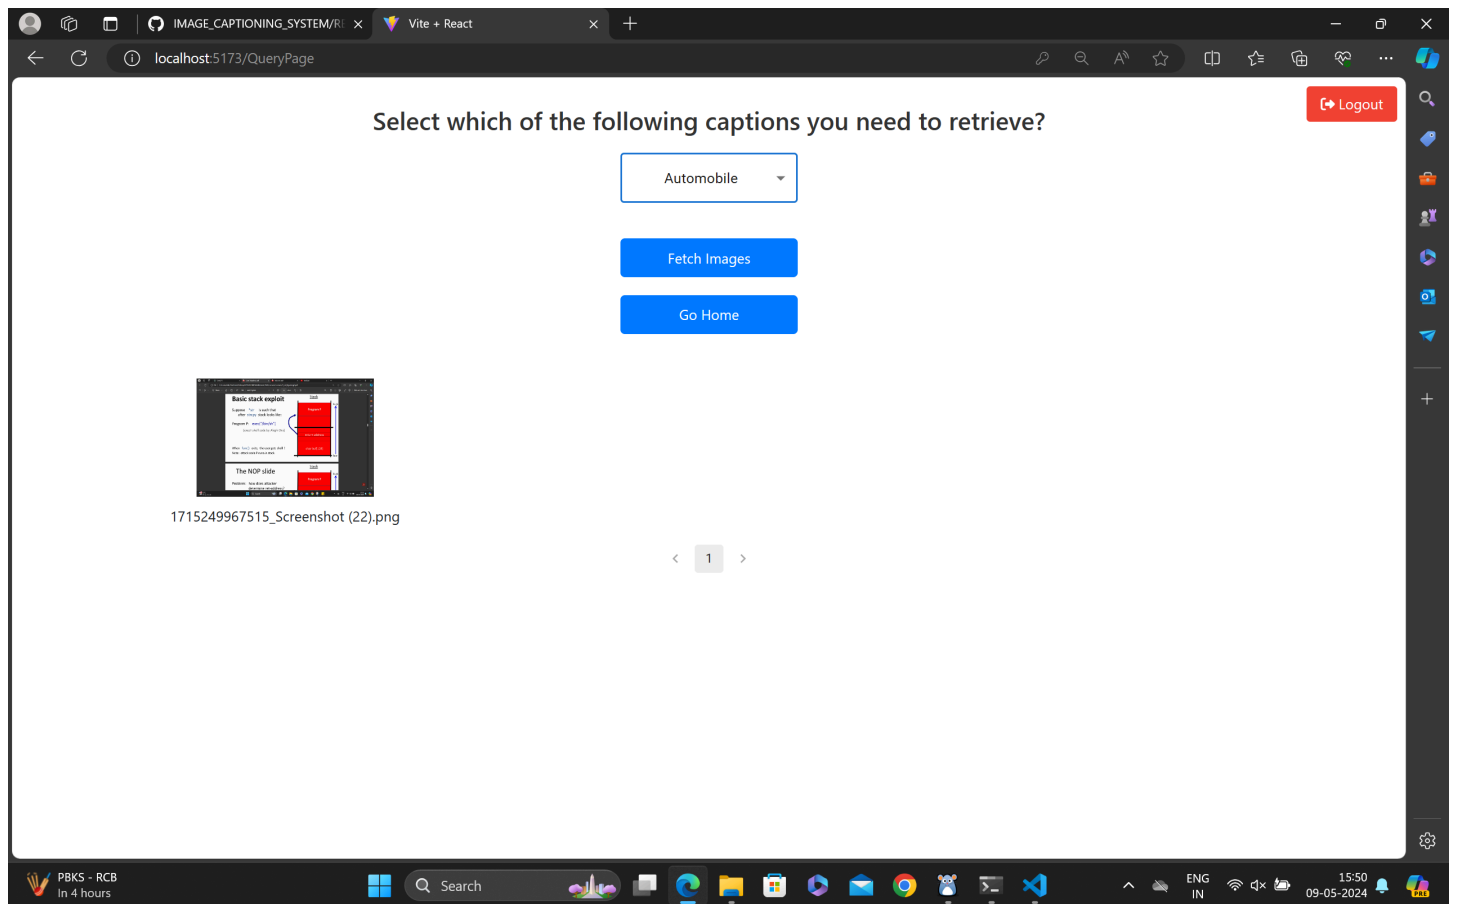 IMAGE_CAPTIONING_SYSTEM/RE
Vite + React
localhost:5173/QueryPage
Logout
Select which of the following captions you need to retrieve?
Automobile
Fetch Images
Go Home
Basic stack exploit
The NOP slide
1715249967515_Screenshot (22).png
1
PBKS - RCB
In 4 hours
Search
ENG
IN
15:50
09-05-2024
PRE